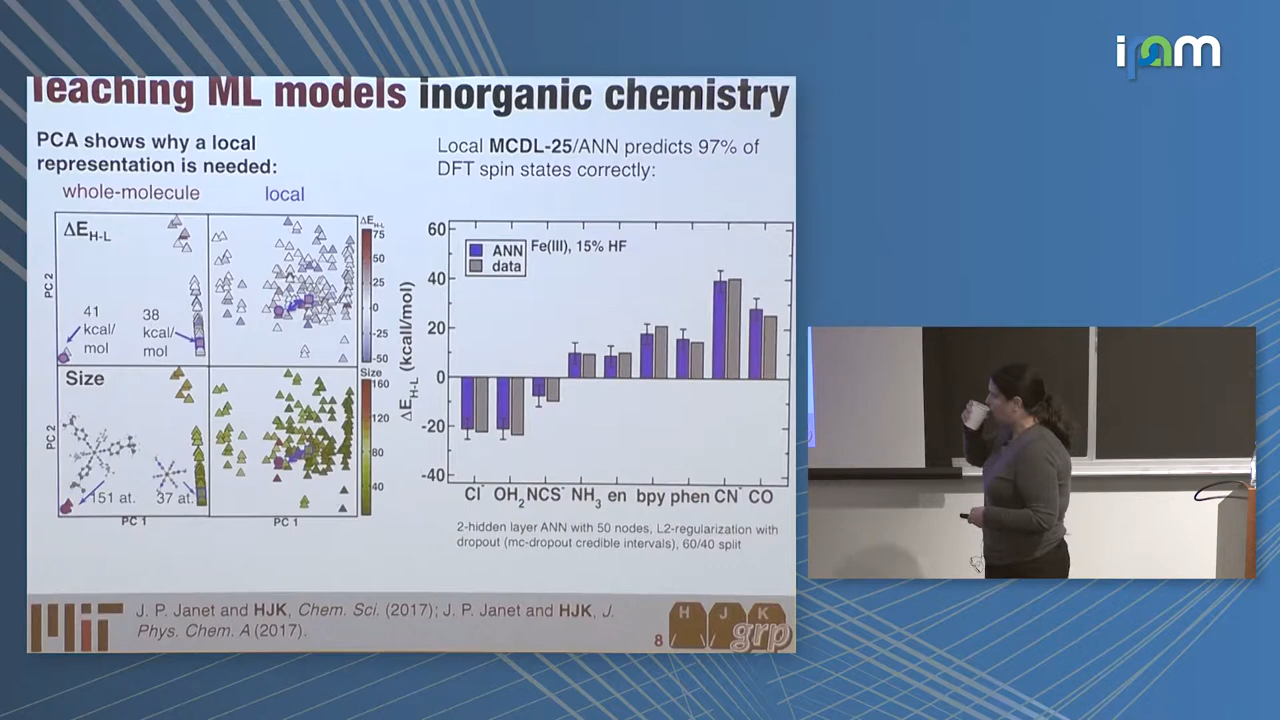 ipam
Teaching ML models inorganic chemistry
PCA shows why a local
representation is needed:
whole-molecule
local
ΔE_H-L
PC 2
41
kcal/
mol
38
kcal/
mol
ΔE_H-L
75
50
25
0
-25
-50
Size
PC 2
151 at.
37 at.
PC 1
PC 1
Size
160
120
80
40
Local MCDL-25/ANN predicts 97% of
DFT spin states correctly:
ΔE_H-L (kcal/mol)
60
40
20
0
-20
-40
ANN
data
Fe(III), 15% HF
Cl⁻ OH₂ NCS⁻ NH₃ en bpy phen CN⁻ CO
2-hidden layer ANN with 50 nodes, L2-regularization with
dropout (mc-dropout credible intervals), 60/40 split
MIT
J. P. Janet and HJK, Chem. Sci. (2017); J. P. Janet and HJK, J.
Phys. Chem. A (2017).
8
H J K
grp